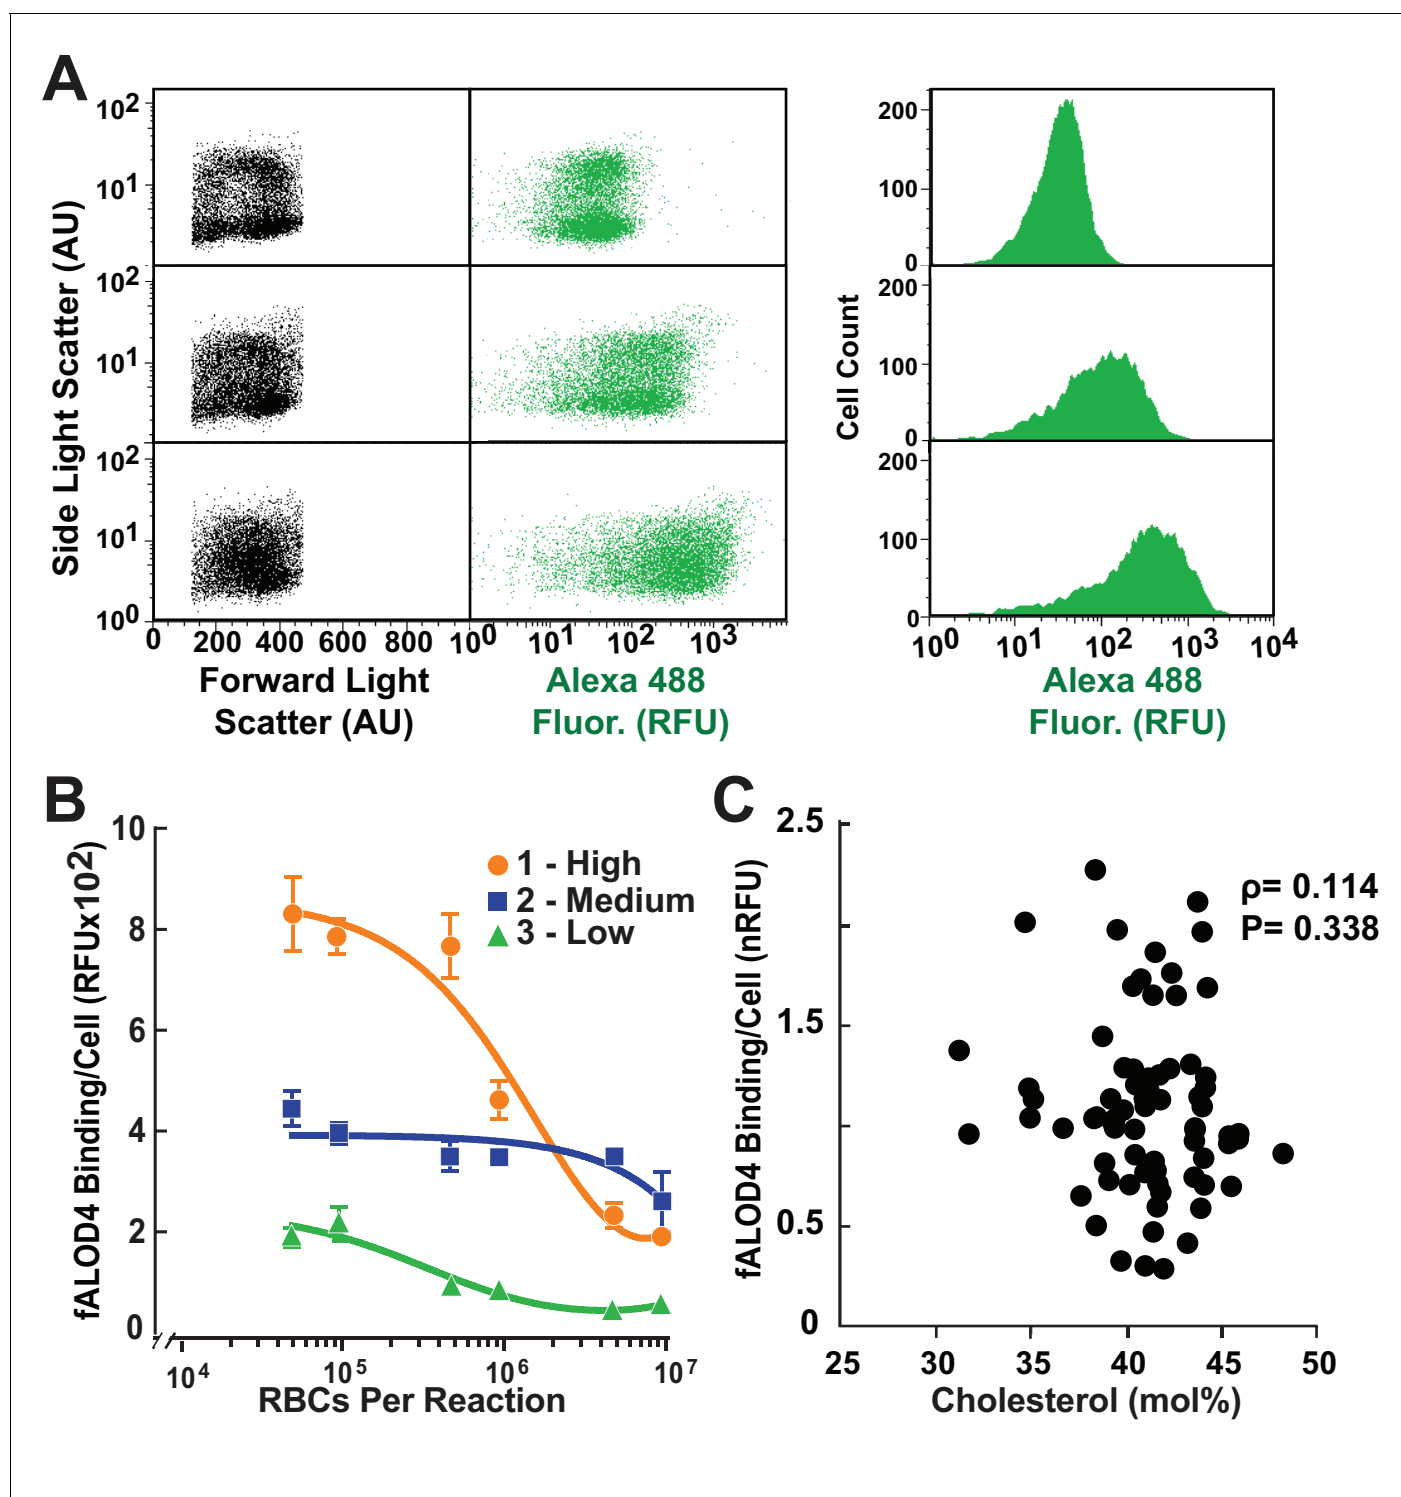 A
Side Light Scatter (AU)
10²
10¹
10²
10¹
10²
10¹
10⁰
0 200 400 600 800
Forward Light
Scatter (AU)
10⁰ 10¹ 10² 10³
Alexa 488
Fluor. (RFU)
Cell Count
200
100
0
200
100
0
200
100
0
10⁰ 10¹ 10² 10³ 10⁴
Alexa 488
Fluor. (RFU)
B
fALOD4 Binding/Cell (RFUx10²)
10
8
6
4
2
0
1 - High
2 - Medium
3 - Low
10⁴ 10⁵ 10⁶ 10⁷
RBCs Per Reaction
C
fALOD4 Binding/Cell (nRFU)
2.5
1.5
0.5
0
ρ= 0.114
P= 0.338
25 30 35 40 45 50
Cholesterol (mol%)